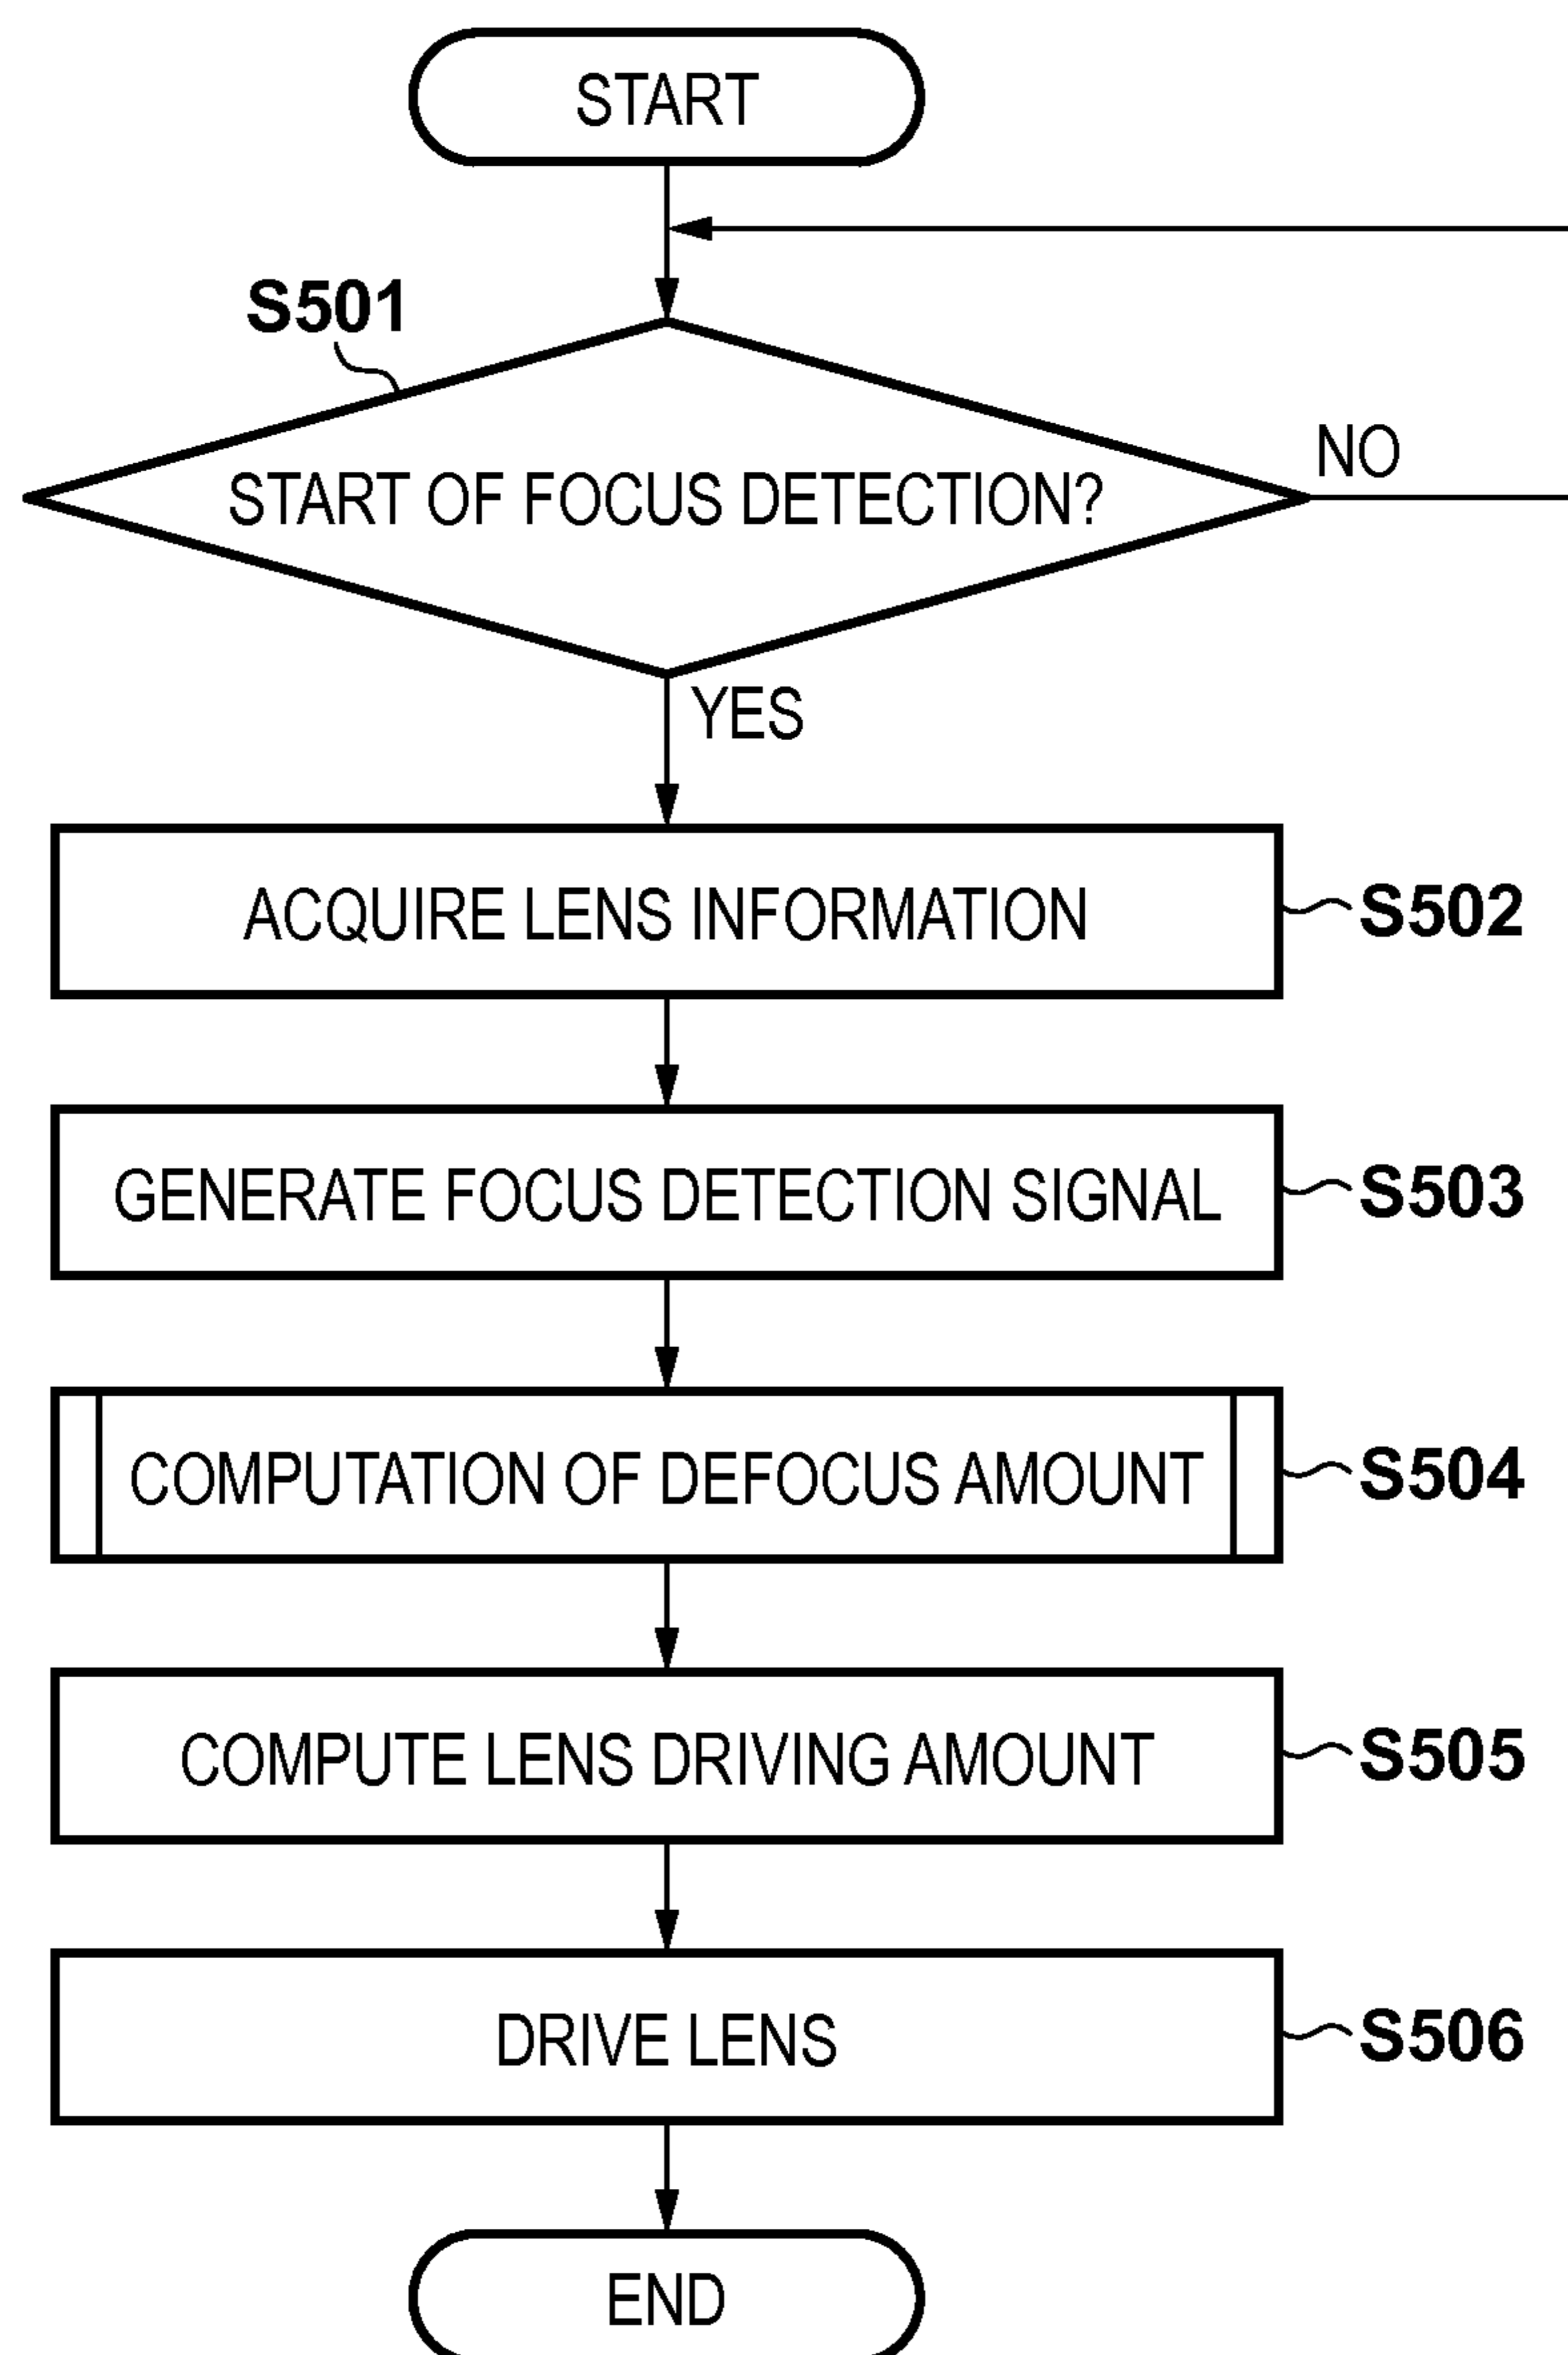 START
S501
START OF FOCUS DETECTION?
NO
YES
ACQUIRE LENS INFORMATION
S502
GENERATE FOCUS DETECTION SIGNAL
S503
COMPUTATION OF DEFOCUS AMOUNT
S504
COMPUTE LENS DRIVING AMOUNT
S505
DRIVE LENS
S506
END